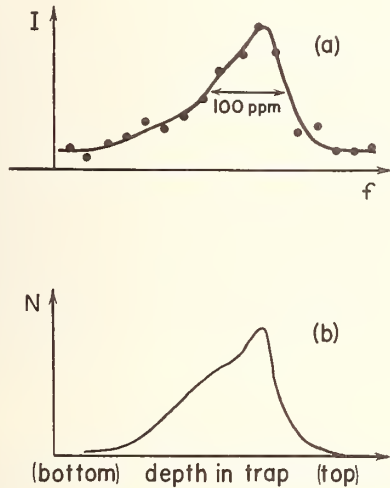 I
(a)
100 ppm
f
N
(b)
(bottom) depth in trap (top)